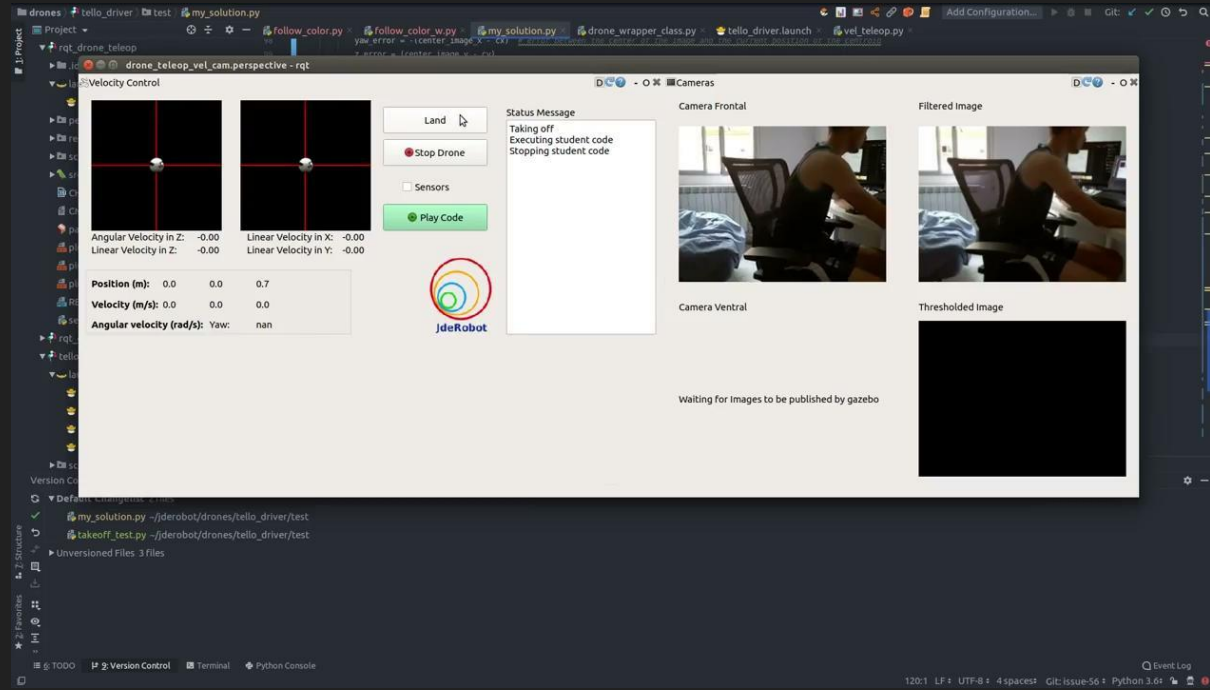 drones tello_driver test my_solution.py
Add Configuration... Git:
1: Project
Project
follow_color.py follow_color_w.py my_solution.py drone_wrapper_class.py tello_driver.launch vel_teleop.py
rqt_drone_teleop
drone_teleop_vel_cam.perspective - rqt
Velocity Control
Cameras
Land
Stop Drone
Sensors
Play Code
Status Message
Taking off
Executing student code
Stopping student code
Camera Frontal
Filtered Image
Angular Velocity in Z: -0.00
Linear Velocity in Z: -0.00
Linear Velocity in X: -0.00
Linear Velocity in Y: -0.00
Position (m): 0.0 0.0 0.7
Velocity (m/s): 0.0 0.0 0.0
Angular velocity (rad/s): Yaw: nan
JdeRobot
Camera Ventral
Thresholded Image
Waiting for Images to be published by gazebo
my_solution.py ~/jderobot/drones/tello_driver/test
takeoff_test.py ~/jderobot/drones/tello_driver/test
Unversioned Files 3 files
7: Structure
2: Favorites
6: TODO 9: Version Control Terminal Python Console
Event Log
120:1 LF UTF-8 4 spaces Git: issue-56 Python 3.6